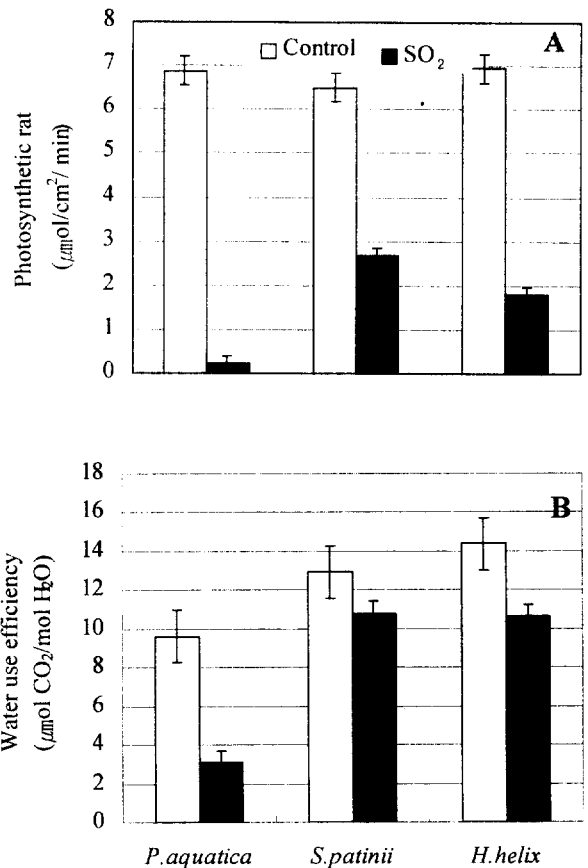 8
7
6
5
4
3
2
1
0
Photosynthetic rat
(㎛ol/cm²/ min)
Control
SO₂
A
18
16
14
12
10
8
6
4
2
0
Water use efficiency
(㎛ol CO₂/mol H₂O)
B
P.aquatica S.patinii H.helix